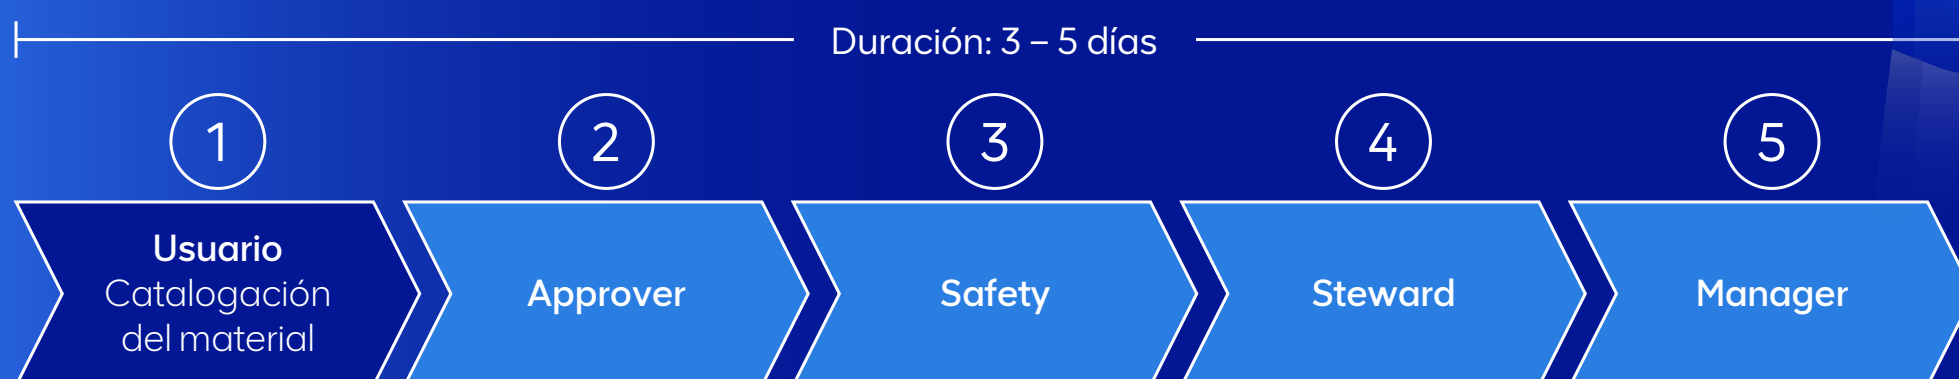 Duración: 3 – 5 días
1
2
3
4
5
Usuario
Catalogación
del material
Approver
Safety
Steward
Manager